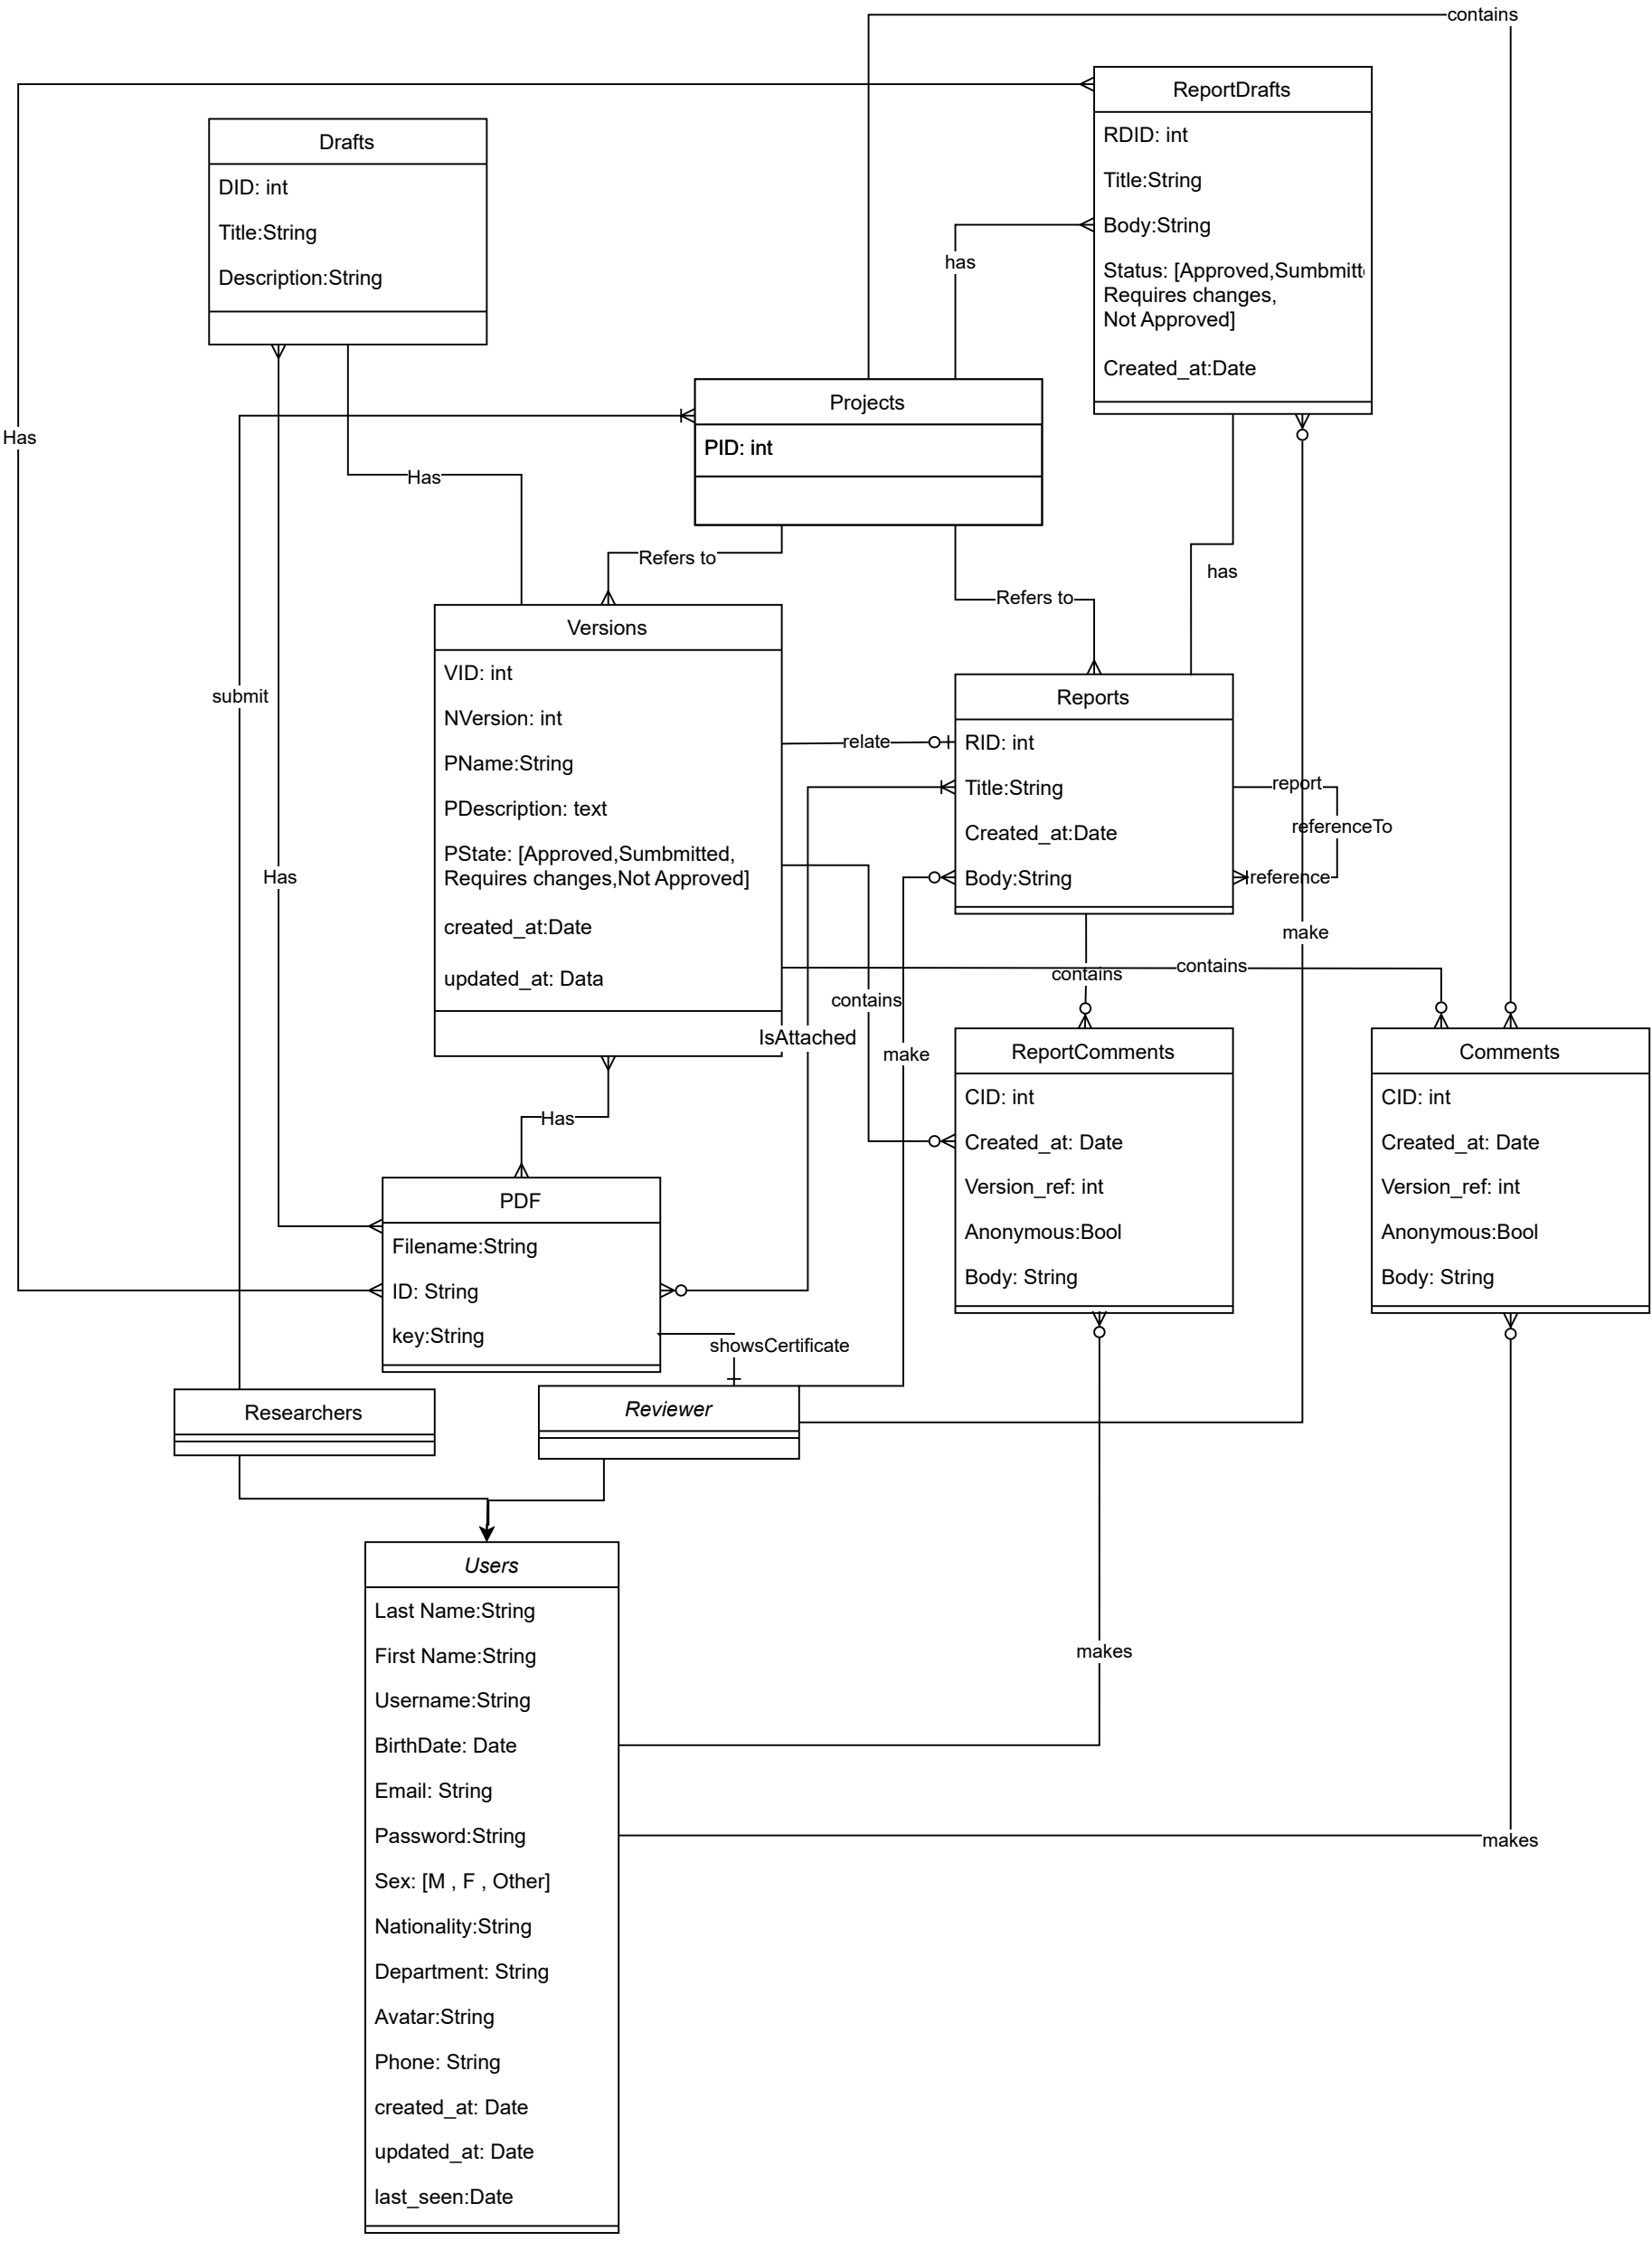 contains
ReportDrafts
RDID: int
Title:String
Body:String
Status: [Approved,Sumbmitt
Requires changes,
Not Approved]
Created_at:Date
Drafts
DID: int
Title:String
Description:String
has
Projects
PID: int
Has
Has
Refers to
Refers to
has
submit
Versions
VID: int
NVersion: int
PName:String
PDescription: text
PState: [Approved,Sumbmitted,
Requires changes,Not Approved]
created_at:Date
updated_at: Data
relate
Reports
RID: int
Title:String
Created_at:Date
Body:String
report
referenceTo
reference
Has
make
contains
contains
contains
IsAttached
make
Has
ReportComments
CID: int
Created_at: Date
Version_ref: int
Anonymous:Bool
Body: String
Comments
CID: int
Created_at: Date
Version_ref: int
Anonymous:Bool
Body: String
PDF
Filename:String
ID: String
key:String
showsCertificate
Researchers
Reviewer
Users
Last Name:String
First Name:String
Username:String
BirthDate: Date
Email: String
Password:String
Sex: [M , F , Other]
Nationality:String
Department: String
Avatar:String
Phone: String
created_at: Date
updated_at: Date
last_seen:Date
makes
makes